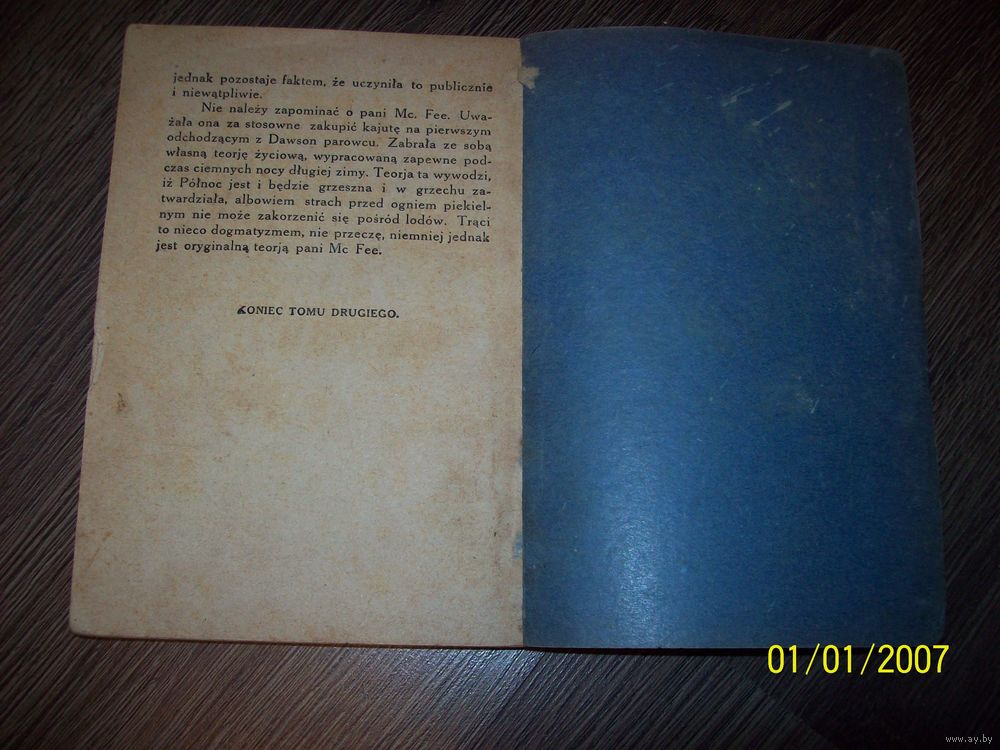 jednak pozostaje faktem, że uczyniła to publicznie
i niewątpliwie.
Nie należy zapominać o pani Mc. Fee. Uwa-
żała ona za stosowne zakupić kajutę na pierwszym
odchodzącym z Dawson parowcu. Zabrała ze sobą
własną teorję życiową, wypracowaną zapewne pod-
czas ciemnych nocy długiej zimy. Teorja ta wywodzi,
iż Północ jest i będzie grzeszna i w grzechu za-
twardziała, albowiem strach przed ogniem piekiel-
nym nie może zakorzenić się pośród lodów. Trąci
to nieco dogmatyzmem, nie przeczę, niemniej jednak
jest oryginalną teorją pani Mc Fee.
KONIEC TOMU DRUGIEGO.
01/01/2007
www.ay.by